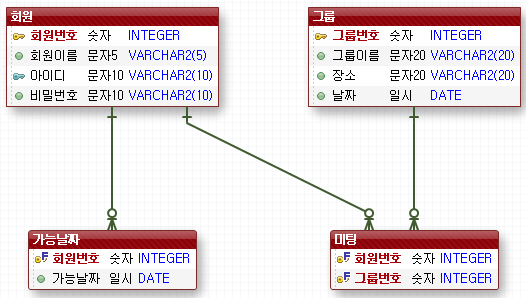 회원
회원번호 숫자 INTEGER
회원이름 문자5 VARCHAR2(5)
아이디 문자10 VARCHAR2(10)
비밀번호 문자10 VARCHAR2(10)
그룹
그룹번호 숫자 INTEGER
그룹이름 문자20 VARCHAR2(20)
장소 문자20 VARCHAR2(20)
날짜 일시 DATE
가능날짜
회원번호 숫자 INTEGER
가능날짜 일시 DATE
미팅
회원번호 숫자 INTEGER
그룹번호 숫자 INTEGER